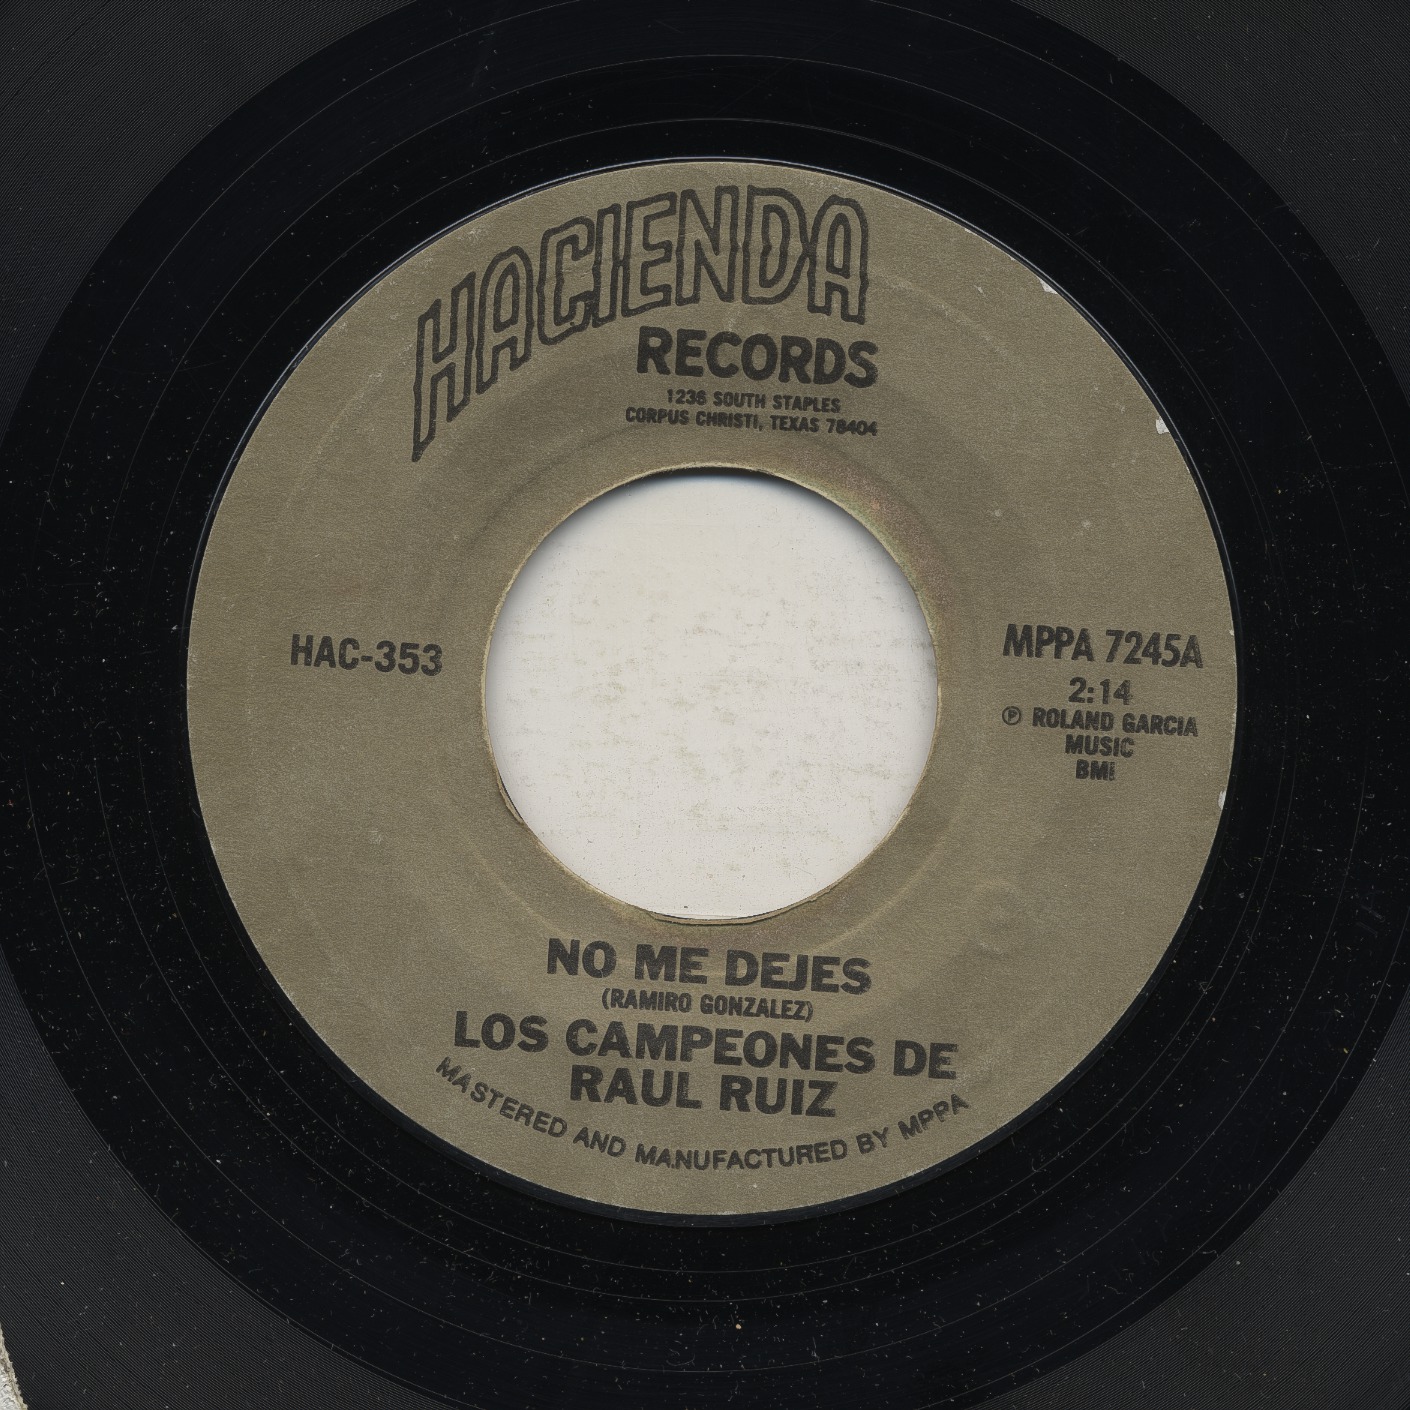 HACIENDA
RECORDS
1236 SOUTH STAPLES
CORPUS CHRISTI, TEXAS 78404
HAC-353
MPPA 7245A
2:14
Ⓟ ROLAND GARCIA
MUSIC
BMI
NO ME DEJES
(RAMIRO GONZALEZ)
LOS CAMPEONES DE
RAUL RUIZ
MASTERED AND MANUFACTURED BY MPPA